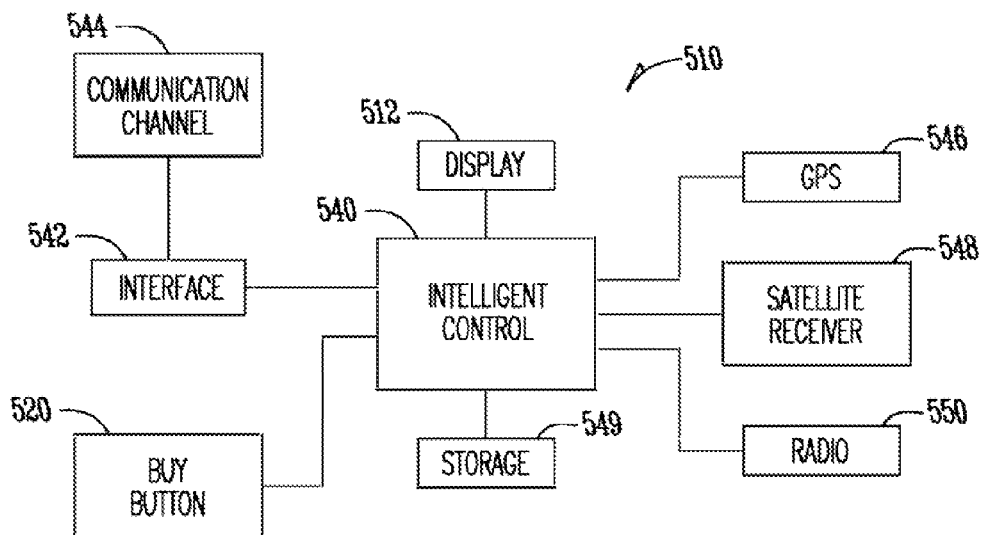 544
COMMUNICATION
CHANNEL
510
512
DISPLAY
546
GPS
540
542
INTERFACE
INTELLIGENT
CONTROL
548
SATELLITE
RECEIVER
520
BUY
BUTTON
549
STORAGE
550
RADIO